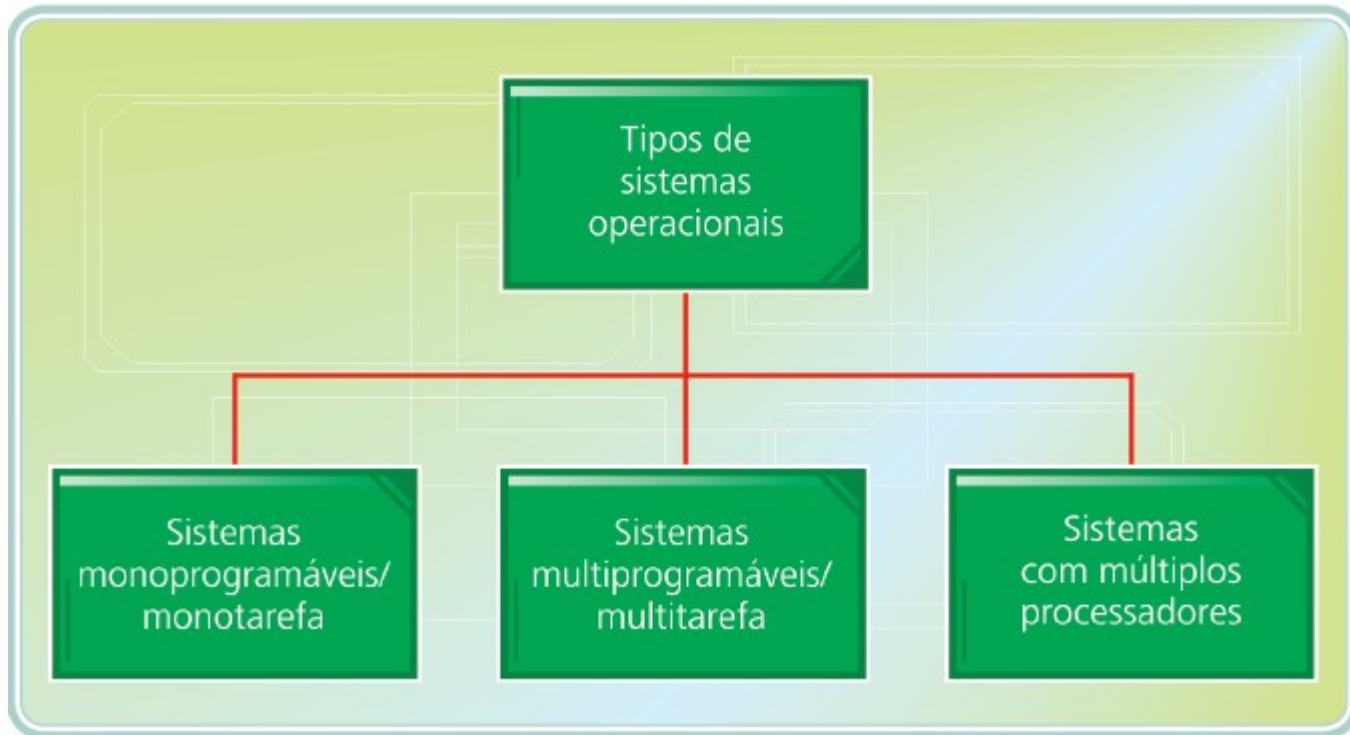 Tipos de
sistemas
operacionais
Sistemas
monoprogramáveis/
monotarefa
Sistemas
multiprogramáveis/
multitarefa
Sistemas
com múltiplos
processadores